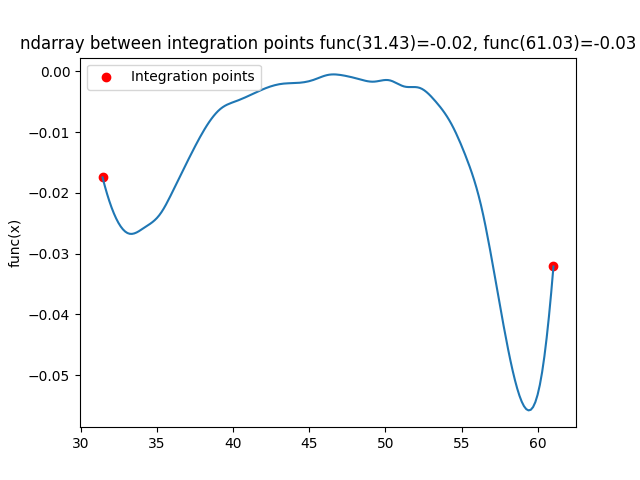 ndarray between integration points func(31.43)=-0.02, func(61.03)=-0.03
Integration points
func(x)
0.00
−0.01
−0.02
−0.03
−0.04
−0.05
30 35 40 45 50 55 60